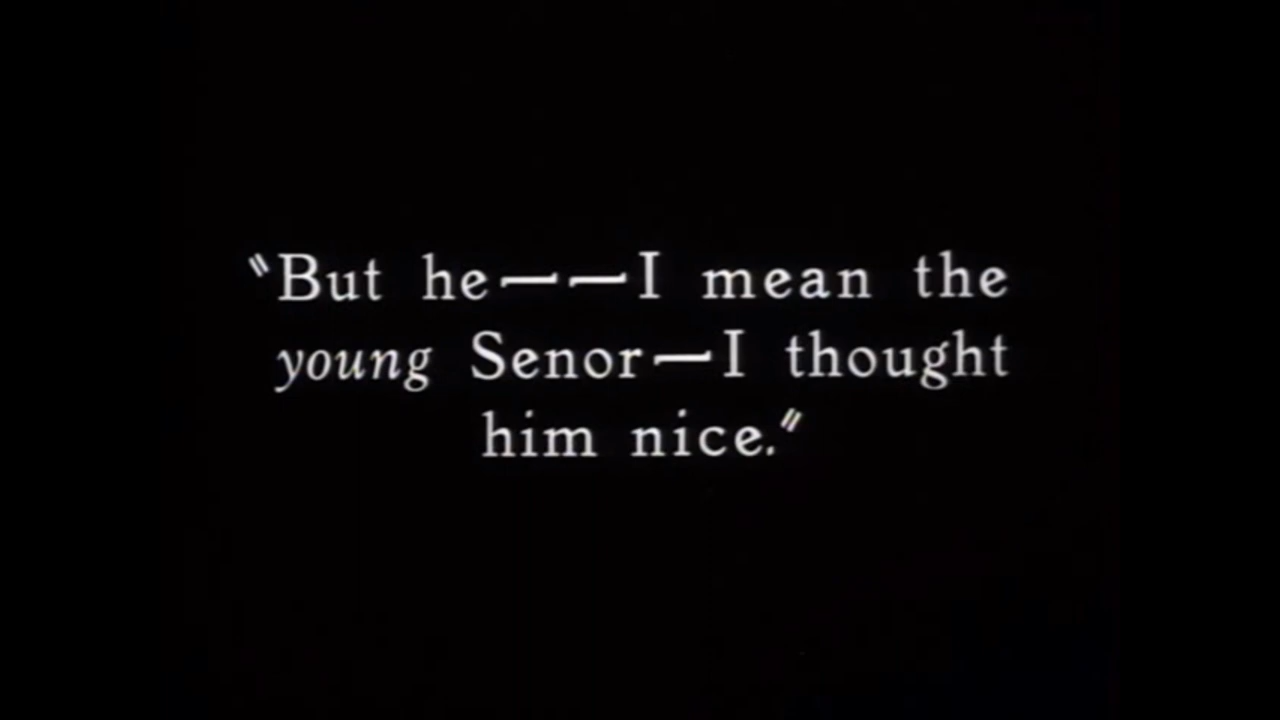 "But he——I mean the
young Senor—I thought
him nice."